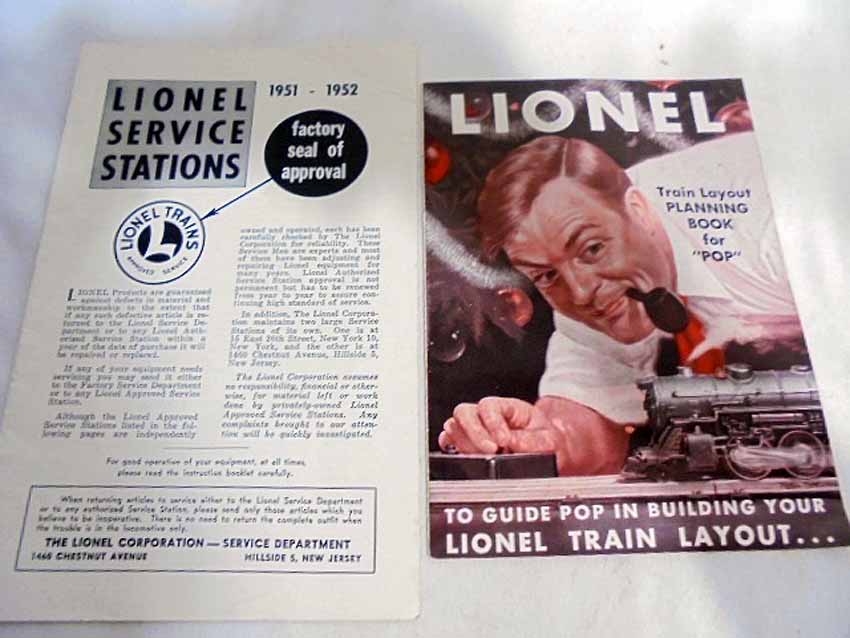 LIONEL
SERVICE
STATIONS
1951 - 1952
factory
seal of
approval
LIONEL TRAINS
L
APPROVED SERVICE
LIONEL Products are guaranteed
against defects in material and
workmanship to the extent that
if any such defective article is re-
turned to the Lionel Service De-
partment or to any Lionel Auth-
orized Service Station within a
year of the date of purchase it will
be repaired or replaced.
If any of your equipment needs
servicing you may send it either
to the Factory Service Department
or to any Lionel Approved Service
Station.
Although the Lionel Approved
Service Stations listed in the fol-
lowing pages are independently
owned and operated, each has been
carefully checked by The Lionel
Corporation for reliability. These
Service Men are experts and most
of them have been adjusting and
repairing Lionel equipment for
many years. Lionel Authorized
Service Station approval is not
permanent but has to be renewed
from year to year to assure con-
tinuing high standard of service.
In addition, The Lionel Corpora-
tion maintains two large Service
Stations of its own. One is at
15 East 26th Street, New York 10,
New York, and the other is at
1460 Chestnut Avenue, Hillside 5,
New Jersey.
The Lionel Corporation assumes
no responsibility, financial or other-
wise, for material left or work
done by privately-owned Lionel
Approved Service Stations. Any
complaints brought to our atten-
tion will be quickly investigated.
For good operation of your equipment, at all times,
please read the instruction booklet carefully.
When returning articles to service either to the Lionel Service Department
or to any authorized Service Station, please send only those articles which you
believe to be inoperative. There is no need to return the complete outfit when
the trouble is in the locomotive only.
THE LIONEL CORPORATION — SERVICE DEPARTMENT
1460 CHESTNUT AVENUE HILLSIDE 5, NEW JERSEY
LIONEL
Train Layout
PLANNING
BOOK
for
"POP"
TO GUIDE POP IN BUILDING YOUR
LIONEL TRAIN LAYOUT...